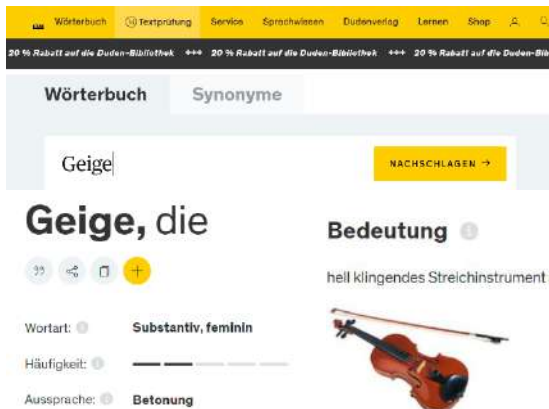 Wörterbuch Textprüfung Service Sprachwissen Dudenverlag Lernen Shop
20 % Rabatt auf die Duden-Bibliothek +++ 20 % Rabatt auf die Duden-Bibliothek +++ 20 % Rabatt auf die Duden-Bib
Wörterbuch Synonyme
Geige NACHSCHLAGEN →
Geige, die
Bedeutung
hell klingendes Streichinstrument
Wortart: Substantiv, feminin
Häufigkeit:
Aussprache: Betonung